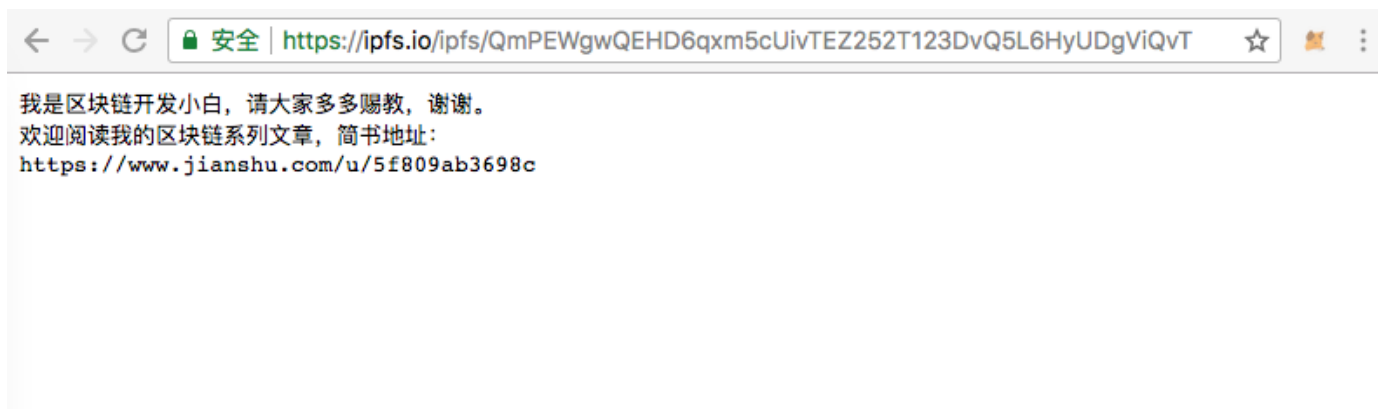 安全 | https://ipfs.io/ipfs/QmPEWgwQEHD6qxm5cUivTEZ252T123DvQ5L6HyUDgViQvT
我是区块链开发小白，请大家多多赐教，谢谢。
欢迎阅读我的区块链系列文章，简书地址：
https://www.jianshu.com/u/5f809ab3698c